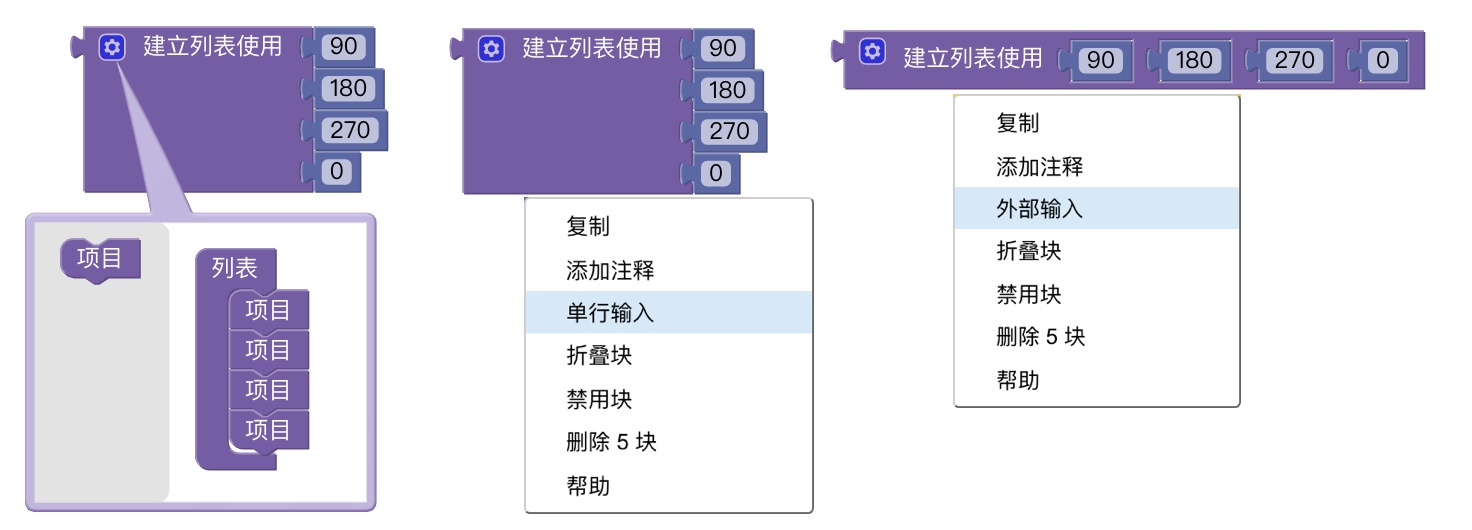 建立列表使用 90
180
270
0
项目
列表
项目
项目
项目
项目
建立列表使用 90
180
270
0
复制
添加注释
单行输入
折叠块
禁用块
删除 5 块
帮助
建立列表使用 90 180 270 0
复制
添加注释
外部输入
折叠块
禁用块
删除 5 块
帮助